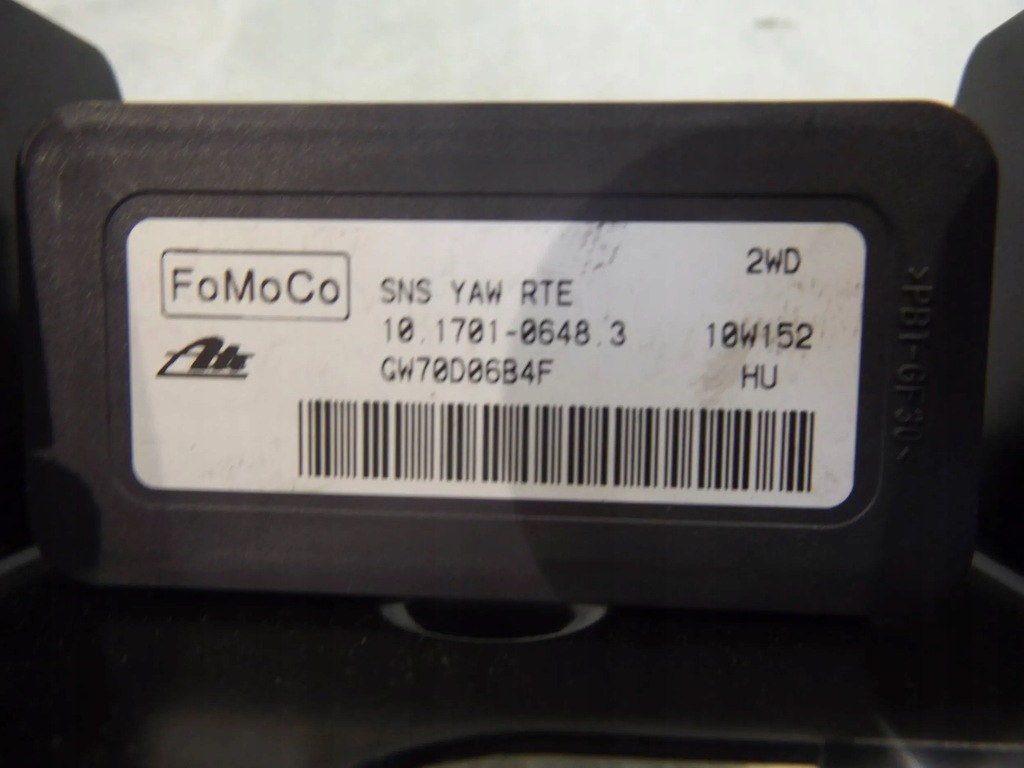 FoMoCo
Ate
2WD
SNS YAW RTE
10.1701-0648.3
10W152
GW70D06B4F
HU
>PBT-GF30<